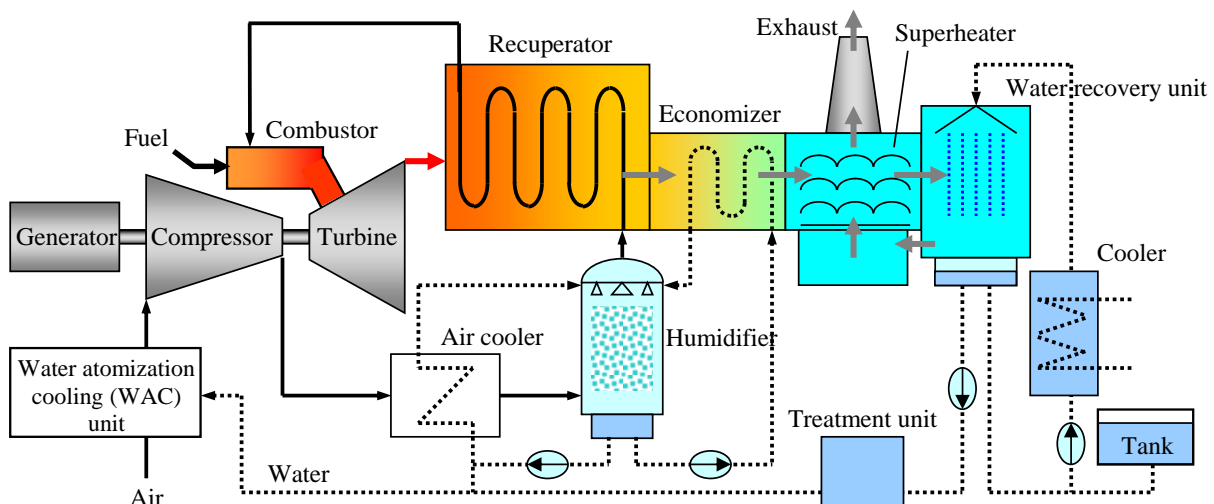 Exhaust
Superheater
Recuperator
Water recovery unit
Economizer
Combustor
Fuel
Generator
Compressor
Turbine
Cooler
Humidifier
Air cooler
Water atomization
cooling (WAC)
unit
Treatment unit
Tank
Water
Air